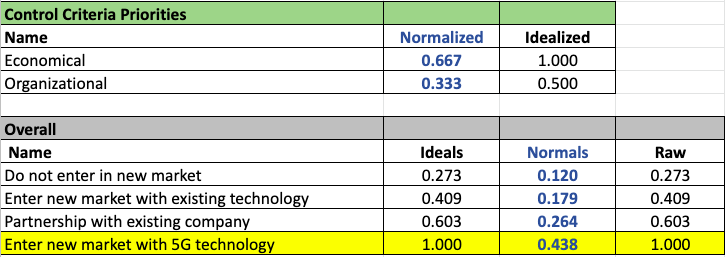 Control Criteria Priorities
Name Normalized Idealized
Economical 0.667 1.000
Organizational 0.333 0.500
Overall
Name Ideals Normals Raw
Do not enter in new market 0.273 0.120 0.273
Enter new market with existing technology 0.409 0.179 0.409
Partnership with existing company 0.603 0.264 0.603
Enter new market with 5G technology 1.000 0.438 1.000